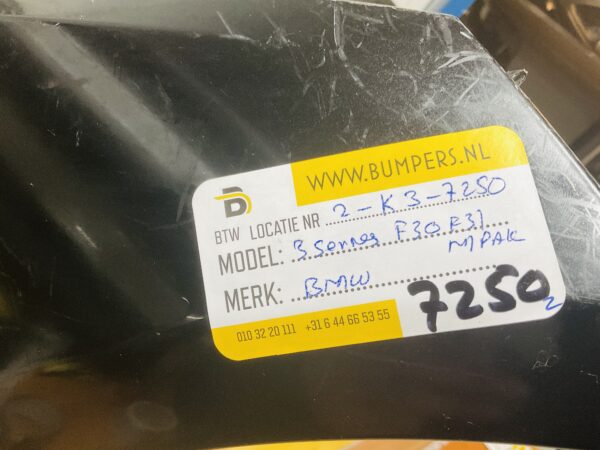 WWW.BUMPERS.NL
BTW LOCATIE NR 2-K3-7250
MODEL: 3 Series F30 F31
MPAK
MERK: BMW
7250
2
010 32 20 111 +31 6 44 66 53 55